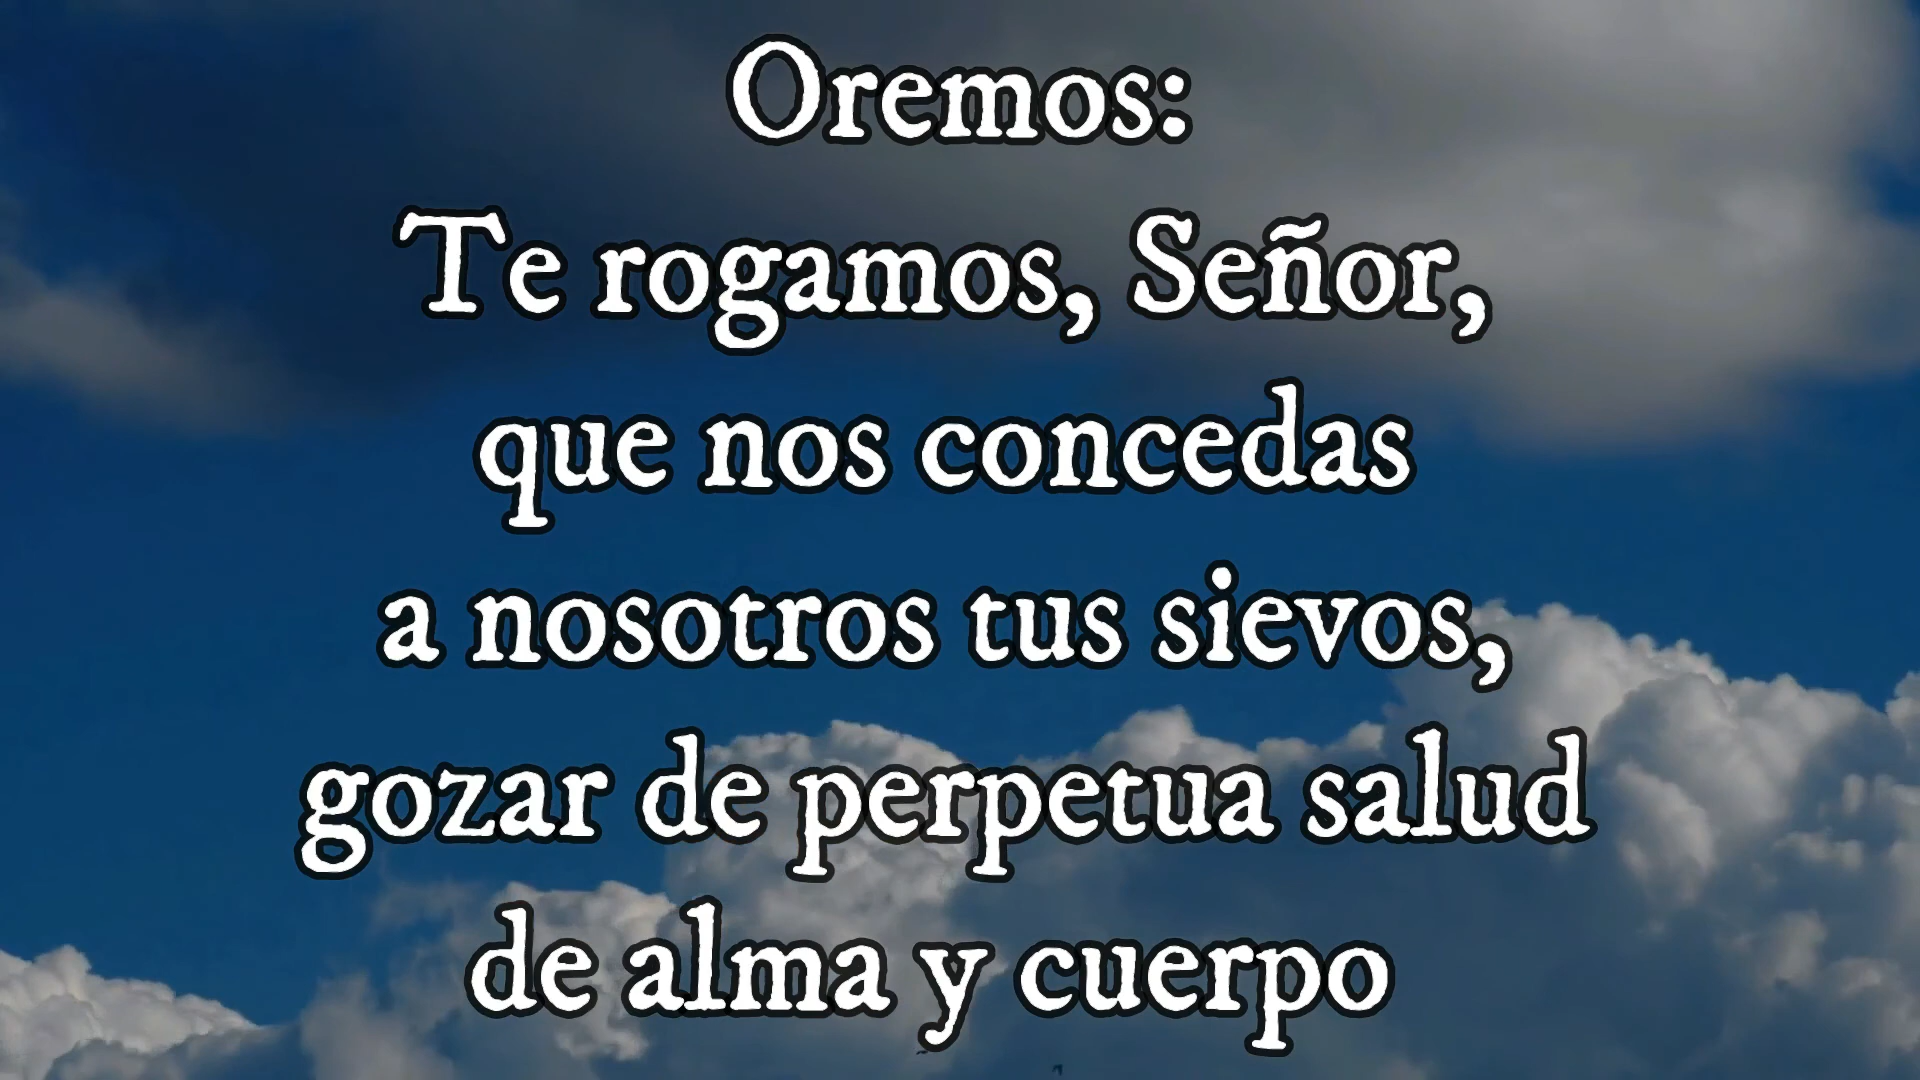 Oremos:
Te rogamos, Señor,
que nos concedas
a nosotros tus sievos,
gozar de perpetua salud
de alma y cuerpo